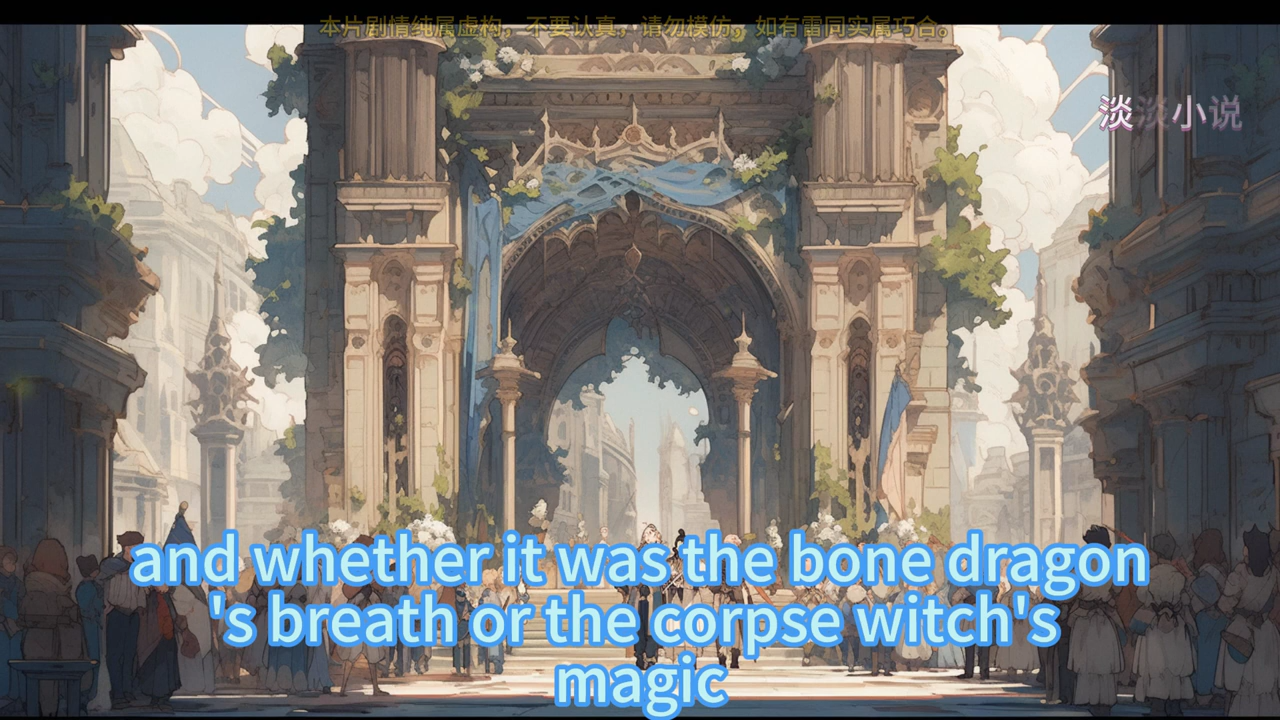 本片剧情纯属虚构，不要认真，请勿模仿，如有雷同实属巧合。
淡淡小说
and whether it was the bone dragon
's breath or the corpse witch's
magic